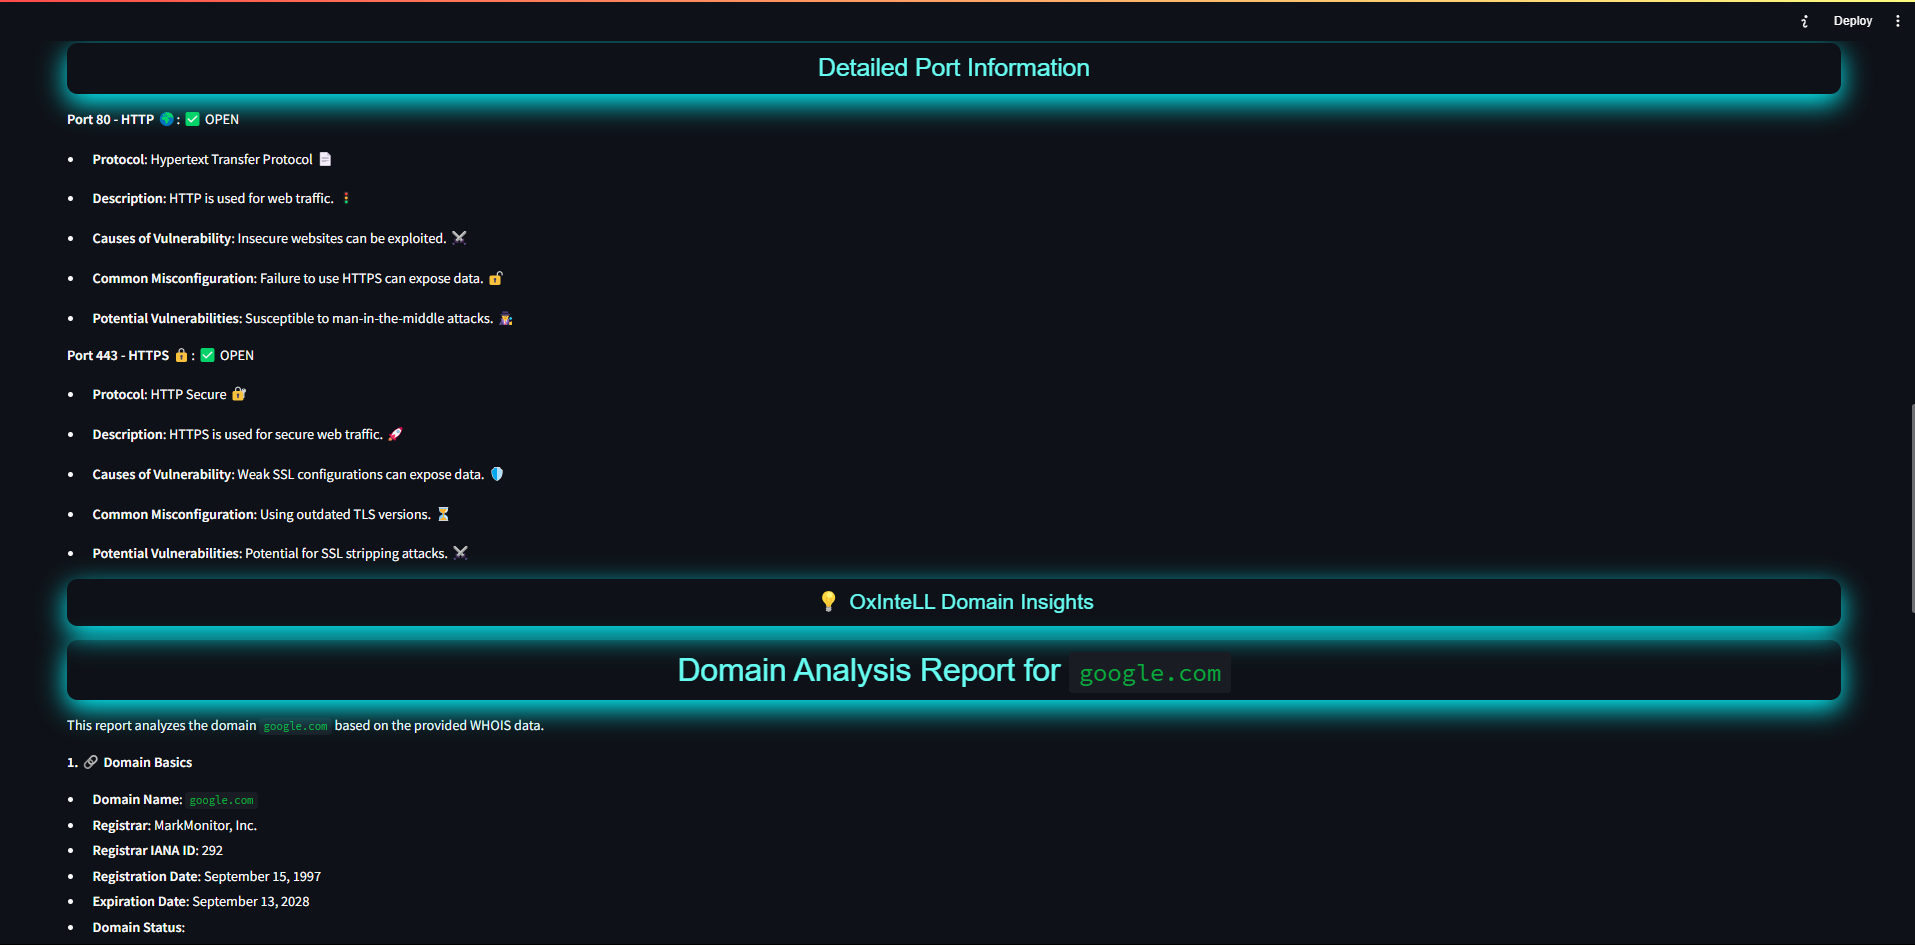 Deploy
Detailed Port Information
Port 80 - HTTP 🌍 : ✅ OPEN
• Protocol: Hypertext Transfer Protocol 📄
• Description: HTTP is used for web traffic. 🚦
• Causes of Vulnerability: Insecure websites can be exploited. ⚔️
• Common Misconfiguration: Failure to use HTTPS can expose data. 🔓
• Potential Vulnerabilities: Susceptible to man-in-the-middle attacks. 🕵️‍♀️
Port 443 - HTTPS 🔒 : ✅ OPEN
• Protocol: HTTP Secure 🔐
• Description: HTTPS is used for secure web traffic. 🚀
• Causes of Vulnerability: Weak SSL configurations can expose data. 🛡️
• Common Misconfiguration: Using outdated TLS versions. ⏳
• Potential Vulnerabilities: Potential for SSL stripping attacks. ⚔️
💡 OxInteLL Domain Insights
Domain Analysis Report for google.com
This report analyzes the domain google.com based on the provided WHOIS data.
1. 🔗 Domain Basics
• Domain Name: google.com
• Registrar: MarkMonitor, Inc.
• Registrar IANA ID: 292
• Registration Date: September 15, 1997
• Expiration Date: September 13, 2028
• Domain Status: